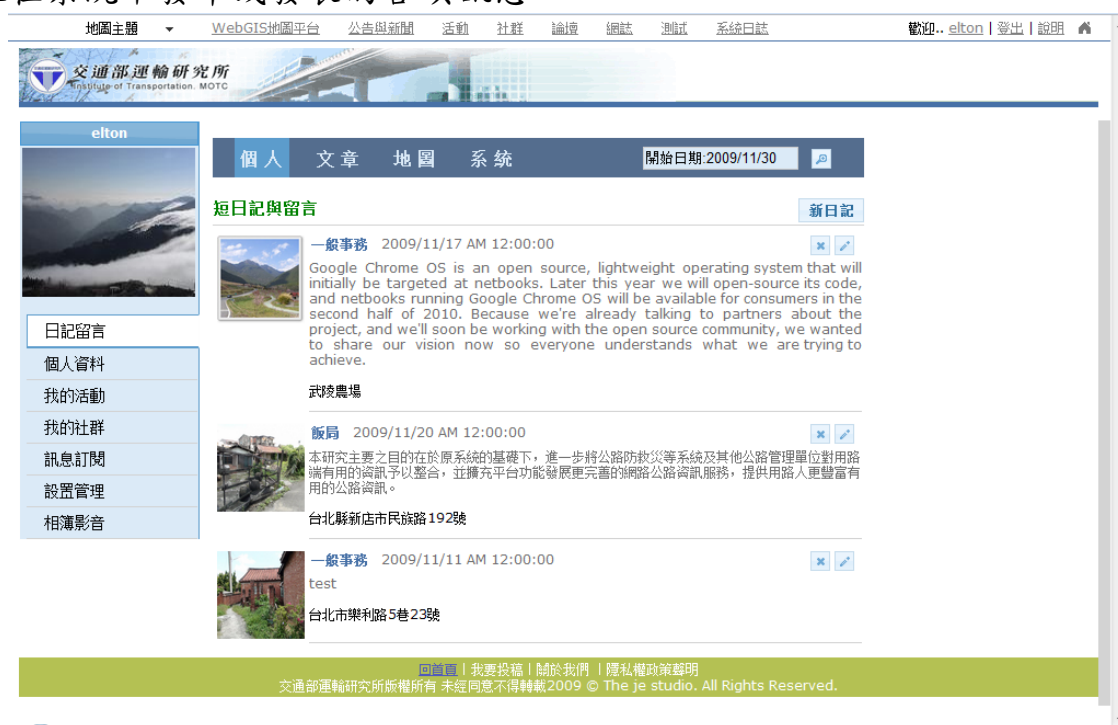 地圖主題 WebGIS地圖平台 公告與新聞 活動 社群 論壇 網誌 測試 系統日誌 歡迎.. elton | 登出 | 說明
交通部運輸研究所
Institute of Transportation. MOTC
elton
個人 文章 地圖 系統 開始日期:2009/11/30
短日記與留言 新日記
一般事務 2009/11/17 AM 12:00:00
Google Chrome OS is an open source, lightweight operating system that will
initially be targeted at netbooks. Later this year we will open-source its code,
and netbooks running Google Chrome OS will be available for consumers in the
second half of 2010. Because we're already talking to partners about the
project, and we'll soon be working with the open source community, we wanted
to share our vision now so everyone understands what we are trying to
achieve.
武陵農場
日記留言
個人資料
我的活動
我的社群
訊息訂閱
設置管理
相簿影音
飯局 2009/11/20 AM 12:00:00
本研究主要之目的在於原系統的基礎下，進一步將公路防救災等系統及其他公路管理單位對用路
端有用的資訊予以整合，並擴充平台功能發展更完善的網路公路資訊服務，提供用路人更豐富有
用的公路資訊。
台北縣新店市民族路192號
一般事務 2009/11/11 AM 12:00:00
test
台北市樂利路5巷23號
回首頁 | 我要投稿 | 關於我們 | 隱私權政策聲明
交通部運輸研究所版權所有 未經同意不得轉載2009 © The je studio. All Rights Reserved.